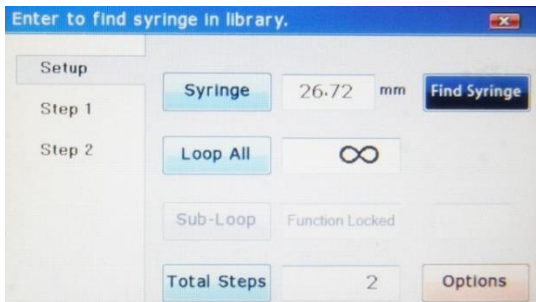 Enter to find syringe in library.
Setup
Syringe 26.72 mm Find Syringe
Step 1
Step 2
Loop All ∞
Sub-Loop Function Locked
Total Steps 2 Options